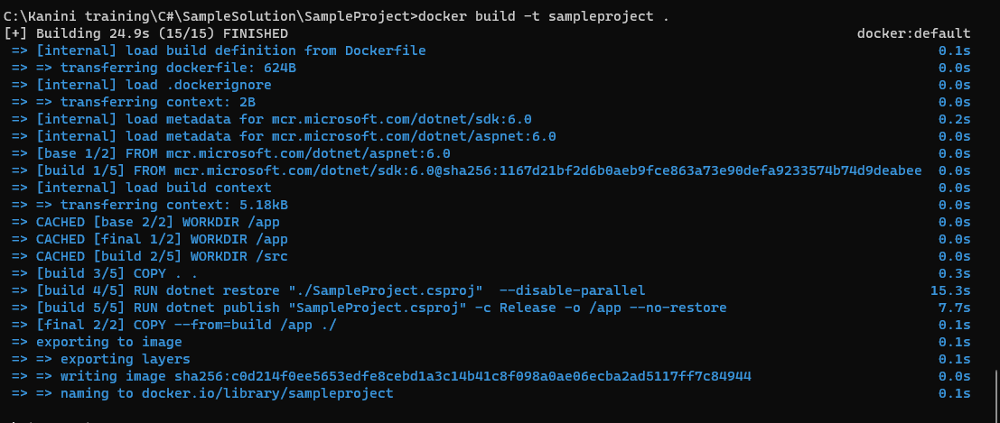 C:\Kanini training\C#\SampleSolution\SampleProject>docker build -t sampleproject .
[+] Building 24.9s (15/15) FINISHED docker:default
=> [internal] load build definition from Dockerfile 0.1s
=> => transferring dockerfile: 624B 0.0s
=> [internal] load .dockerignore 0.0s
=> => transferring context: 2B 0.0s
=> [internal] load metadata for mcr.microsoft.com/dotnet/sdk:6.0 0.2s
=> [internal] load metadata for mcr.microsoft.com/dotnet/aspnet:6.0 0.1s
=> [base 1/2] FROM mcr.microsoft.com/dotnet/aspnet:6.0 0.0s
=> [build 1/5] FROM mcr.microsoft.com/dotnet/sdk:6.0@sha256:1167d21bf2d6b0aeb9fce863a73e90defa9233574b74d9deabee 0.0s
=> [internal] load build context 0.0s
=> => transferring context: 5.18kB 0.0s
=> CACHED [base 2/2] WORKDIR /app 0.0s
=> CACHED [final 1/2] WORKDIR /app 0.0s
=> CACHED [build 2/5] WORKDIR /src 0.0s
=> [build 3/5] COPY . . 0.3s
=> [build 4/5] RUN dotnet restore "./SampleProject.csproj"  --disable-parallel 15.3s
=> [build 5/5] RUN dotnet publish "SampleProject.csproj" -c Release -o /app --no-restore 7.7s
=> [final 2/2] COPY --from=build /app ./ 0.1s
=> exporting to image 0.1s
=> => exporting layers 0.1s
=> => writing image sha256:c0d214f0ee5653edfe8cebd1a3c14b41c8f098a0ae06ecba2ad5117ff7c84944 0.0s
=> => naming to docker.io/library/sampleproject 0.1s